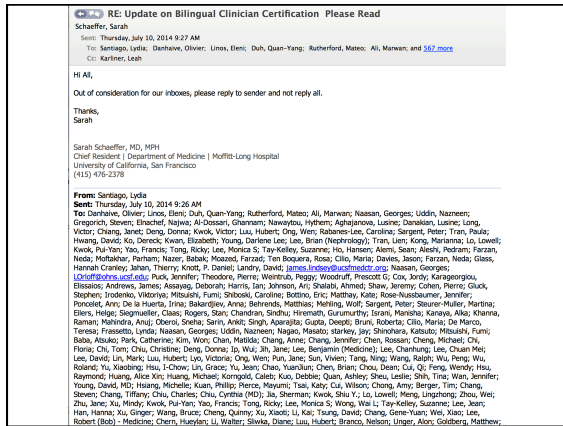 RE: Update on Bilingual Clinician Certification  Please Read
Schaeffer, Sarah
Sent: Thursday, July 10, 2014 9:27 AM
To: Santiago, Lydia; Danhaive, Olivier; Linos, Eleni; Duh, Quan-Yang; Rutherford, Mateo; Ali, Marwan; and 567 more
Cc: Karliner, Leah
Hi All,
Out of consideration for our inboxes, please reply to sender and not reply all.
Thanks,
Sarah
Sarah Schaeffer, MD, MPH
Chief Resident | Department of Medicine | Moffitt-Long Hospital
University of California, San Francisco
(415) 476-2378
From: Santiago, Lydia
Sent: Thursday, July 10, 2014 9:26 AM
To: Danhaive, Olivier; Linos, Eleni; Duh, Quan-Yang; Rutherford, Mateo; Ali, Marwan; Naasan, Georges; Uddin, Nazneen;
Gregorich, Steven; Elnachef, Najwa; Al-Dossari, Ghannam; Nawaytou, Hythem; Aghajanova, Lusine; Danakian, Lusine; Long,
Victor; Chiang, Janet; Deng, Donna; Kwok, Victor; Luu, Hubert; Ong, Wen; Rabanes-Lee, Carolina; Sargent, Peter; Tran, Paula;
Hwang, David; Ko, Dereck; Kwan, Elizabeth; Young, Darlene Lee; Lee, Brian (Nephrology); Tran, Lien; Kong, Marianna; Lo, Lowell;
Kwok, Pui-Yan; Yao, Francis; Tong, Ricky; Lee, Monica S; Tay-Kelley, Suzanne; Ho, Hansen; Alemi, Sean; Aleshi, Pedram; Farzan,
Neda; Moftakhar, Parham; Nazer, Babak; Moazed, Farzad; Ten Boquera, Rosa; Cilio, Maria; Davies, Jason; Farzan, Neda; Glass,
Hannah Cranley; Jahan, Thierry; Knott, P. Daniel; Landry, David; james.lindsey@ucsfmedctr.org; Naasan, Georges;
LOrloff@ohns.ucsf.edu; Puck, Jennifer; Theodore, Pierre; Weintrub, Peggy; Woodruff, Prescott G; Cox, Jordy; Karageorgiou,
Elissaios; Andrews, James; Assayag, Deborah; Harris, Ian; Johnson, Ari; Shalabi, Ahmed; Shaw, Jeremy; Cohen, Pierre; Gluck,
Stephen; Irodenko, Viktoriya; Mitsuishi, Fumi; Shiboski, Caroline; Bottino, Eric; Matthay, Kate; Rose-Nussbaumer, Jennifer;
Poncelet, Ann; De la Huerta, Irina; Bakardjiev, Anna; Behrends, Matthias; Mehling, Wolf; Sargent, Peter; Steurer-Muller, Martina;
Eilers, Helge; Siegmueller, Claas; Rogers, Stan; Chandran, Sindhu; Hiremath, Gurumurthy; Israni, Manisha; Kanaya, Alka; Khanna,
Raman; Mahindra, Anuj; Oberoi, Sneha; Sarin, Ankit; Singh, Aparajita; Gupta, Deepti; Bruni, Roberta; Cilio, Maria; De Marco,
Teresa; Frassetto, Lynda; Naasan, Georges; Uddin, Nazneen; Nagao, Masato; starkey, jay; Shinohara, Katsuto; Mitsuishi, Fumi;
Baba, Atsuko; Park, Catherine; Kim, Won; Chan, Matilda; Chang, Anne; Chang, Jennifer; Chen, Rossan; Cheng, Michael; Chi,
Floria; Chi, Tom; Chiu, Christine; Deng, Donna; Ip, Wui; Jih, Jane; Lee, Benjamin (Medicine); Lee, Chanhung; Lee, Chuan Mei;
Lee, David; Lin, Mark; Luu, Hubert; Lyo, Victoria; Ong, Wen; Pun, Jane; Sun, Vivien; Tang, Ning; Wang, Ralph; Wu, Peng; Wu,
Roland; Yu, Xiaobing; Hsu, I-Chow; Lin, Grace; Yu, Jean; Chao, YuanJiun; Chen, Brian; Chou, Dean; Cui, Qi; Feng, Wendy; Hsu,
Raymond; Huang, Alice Xin; Huang, Michael; Korngold, Caleb; Kuo, Debbie; Quan, Ashley; Sheu, Leslie; Shih, Tina; Wan, Jennifer;
Young, David, MD; Hsiang, Michelle; Kuan, Phillip; Pierce, Mayumi; Tsai, Katy; Cui, Wilson; Chong, Amy; Berger, Tim; Chang,
Steven; Chang, Tiffany; Chiu, Charles; Chiu, Cynthia (MD); Jia, Sherman; Kwok, Shiu Y.; Lo, Lowell; Meng, Lingzhong; Zhou, Wei;
Zhu, Jane; Xu, Mindy; Kwok, Pui-Yan; Yao, Francis; Tong, Ricky; Lee, Monica S; Wong, Wai L; Tay-Kelley, Suzanne; Lee, Jean;
Han, Hanna; Xu, Ginger; Wang, Bruce; Cheng, Quinny; Xu, Xiaoti; Li, Kai; Tsung, David; Chang, Gene-Yuan; Wei, Xiao; Lee,
Robert (Bob) - Medicine; Chern, Hueylan; Li, Walter; Sliwka, Diane; Luu, Hubert; Branco, Nelson; Unger, Alon; Goldberg, Matthew;